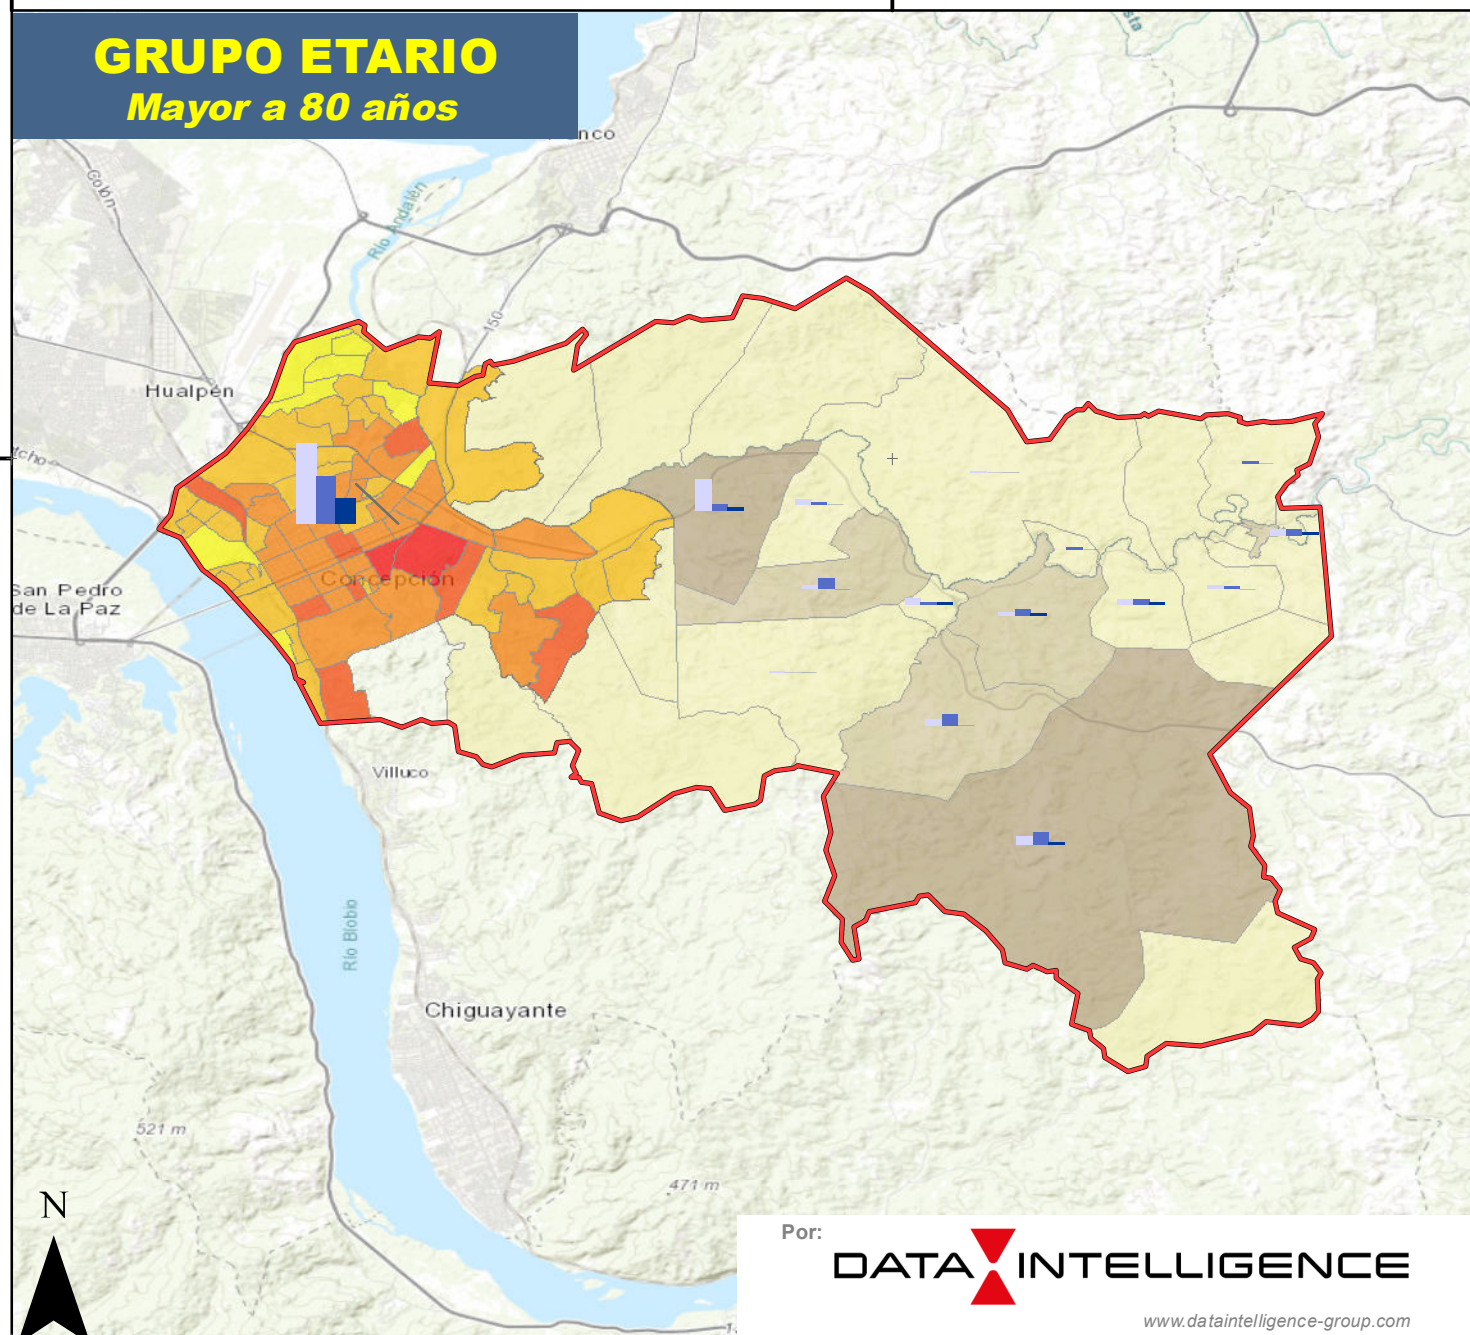 GRUPO ETARIO
Mayor a 80 años
nco
Colón
Río Andalén
150
Hualpén
San Pedro
de La Paz
Concepción
Villuco
Río Biobío
Chiguayante
521 m
471 m
N
Por:
DATA INTELLIGENCE
www.dataintelligence-group.com